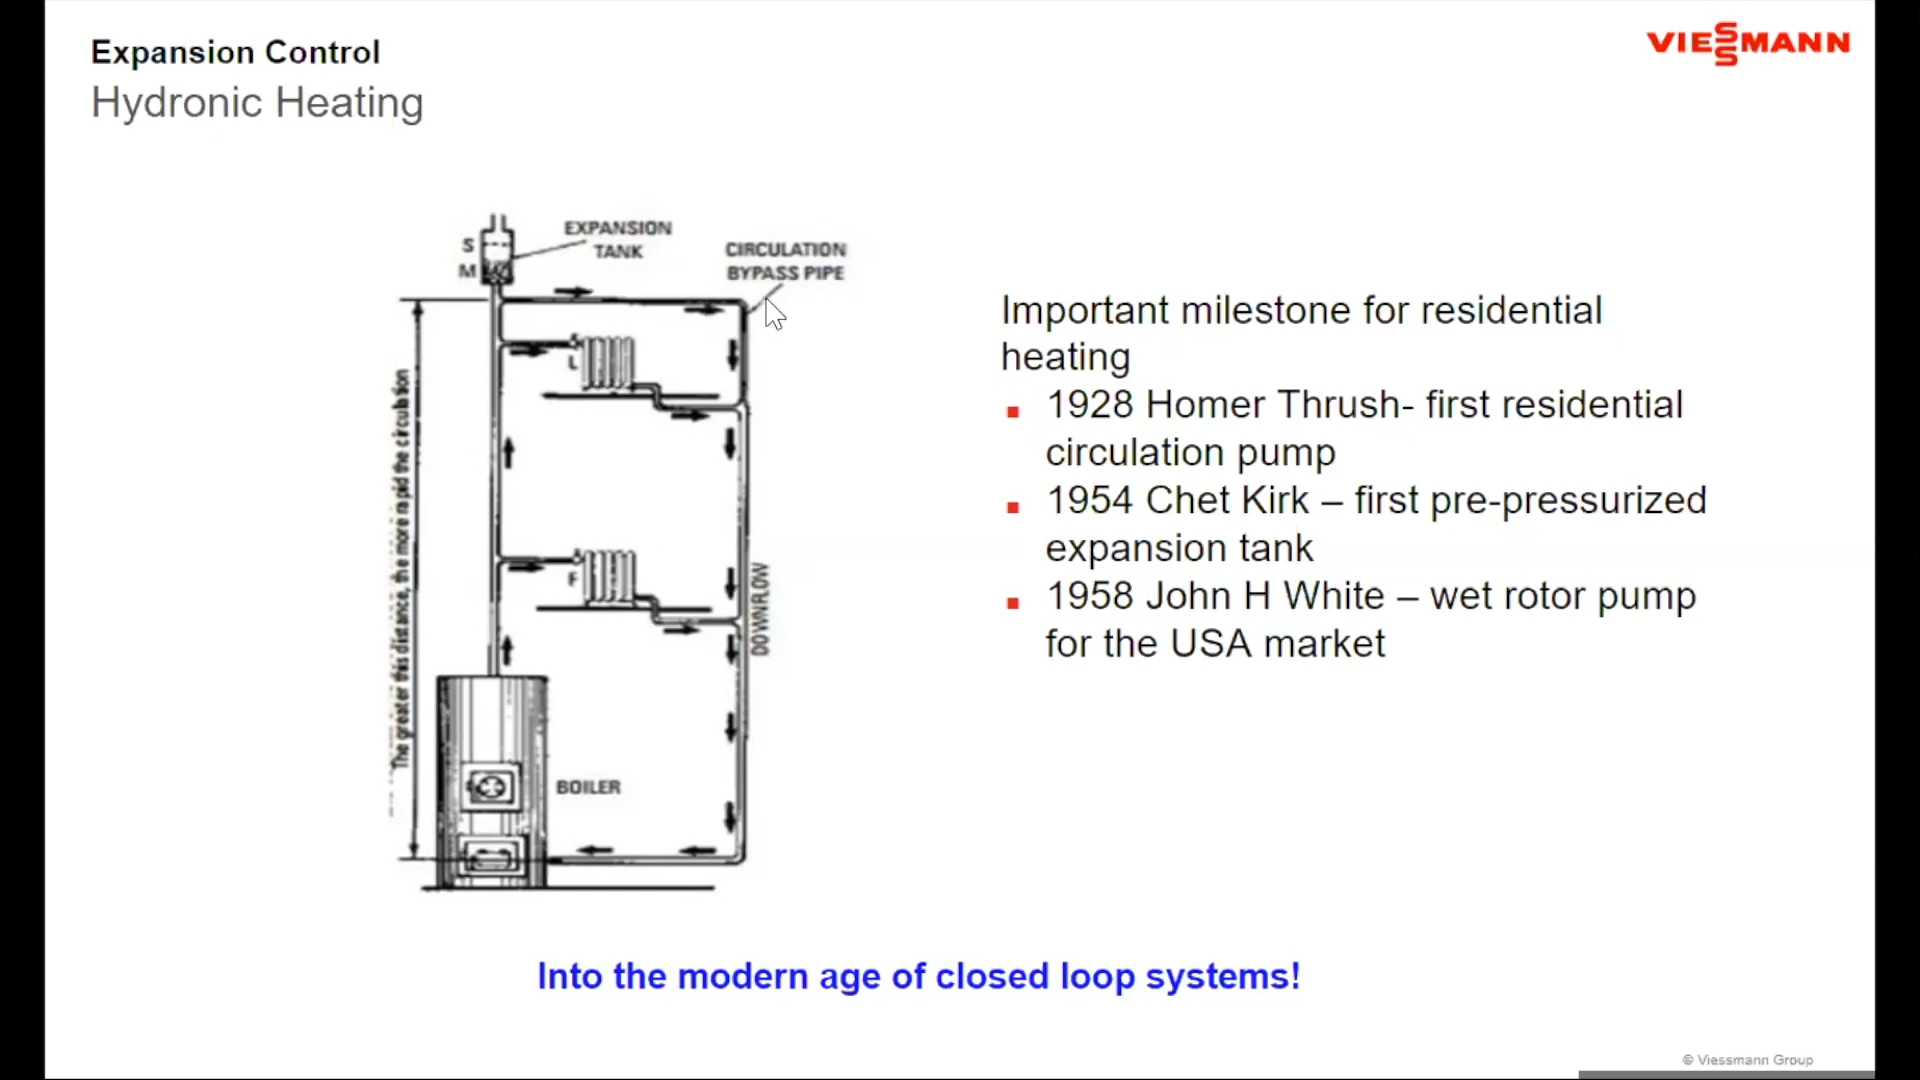 Expansion Control
Hydronic Heating
VIESSMANN
EXPANSION
TANK
S
M
CIRCULATION
BYPASS PIPE
L
F
The greater this distance, the more rapid the circulation
DOWNFLOW
BOILER
Important milestone for residential
heating
1928 Homer Thrush- first residential
circulation pump
1954 Chet Kirk – first pre-pressurized
expansion tank
1958 John H White – wet rotor pump
for the USA market
Into the modern age of closed loop systems!
© Viessmann Group